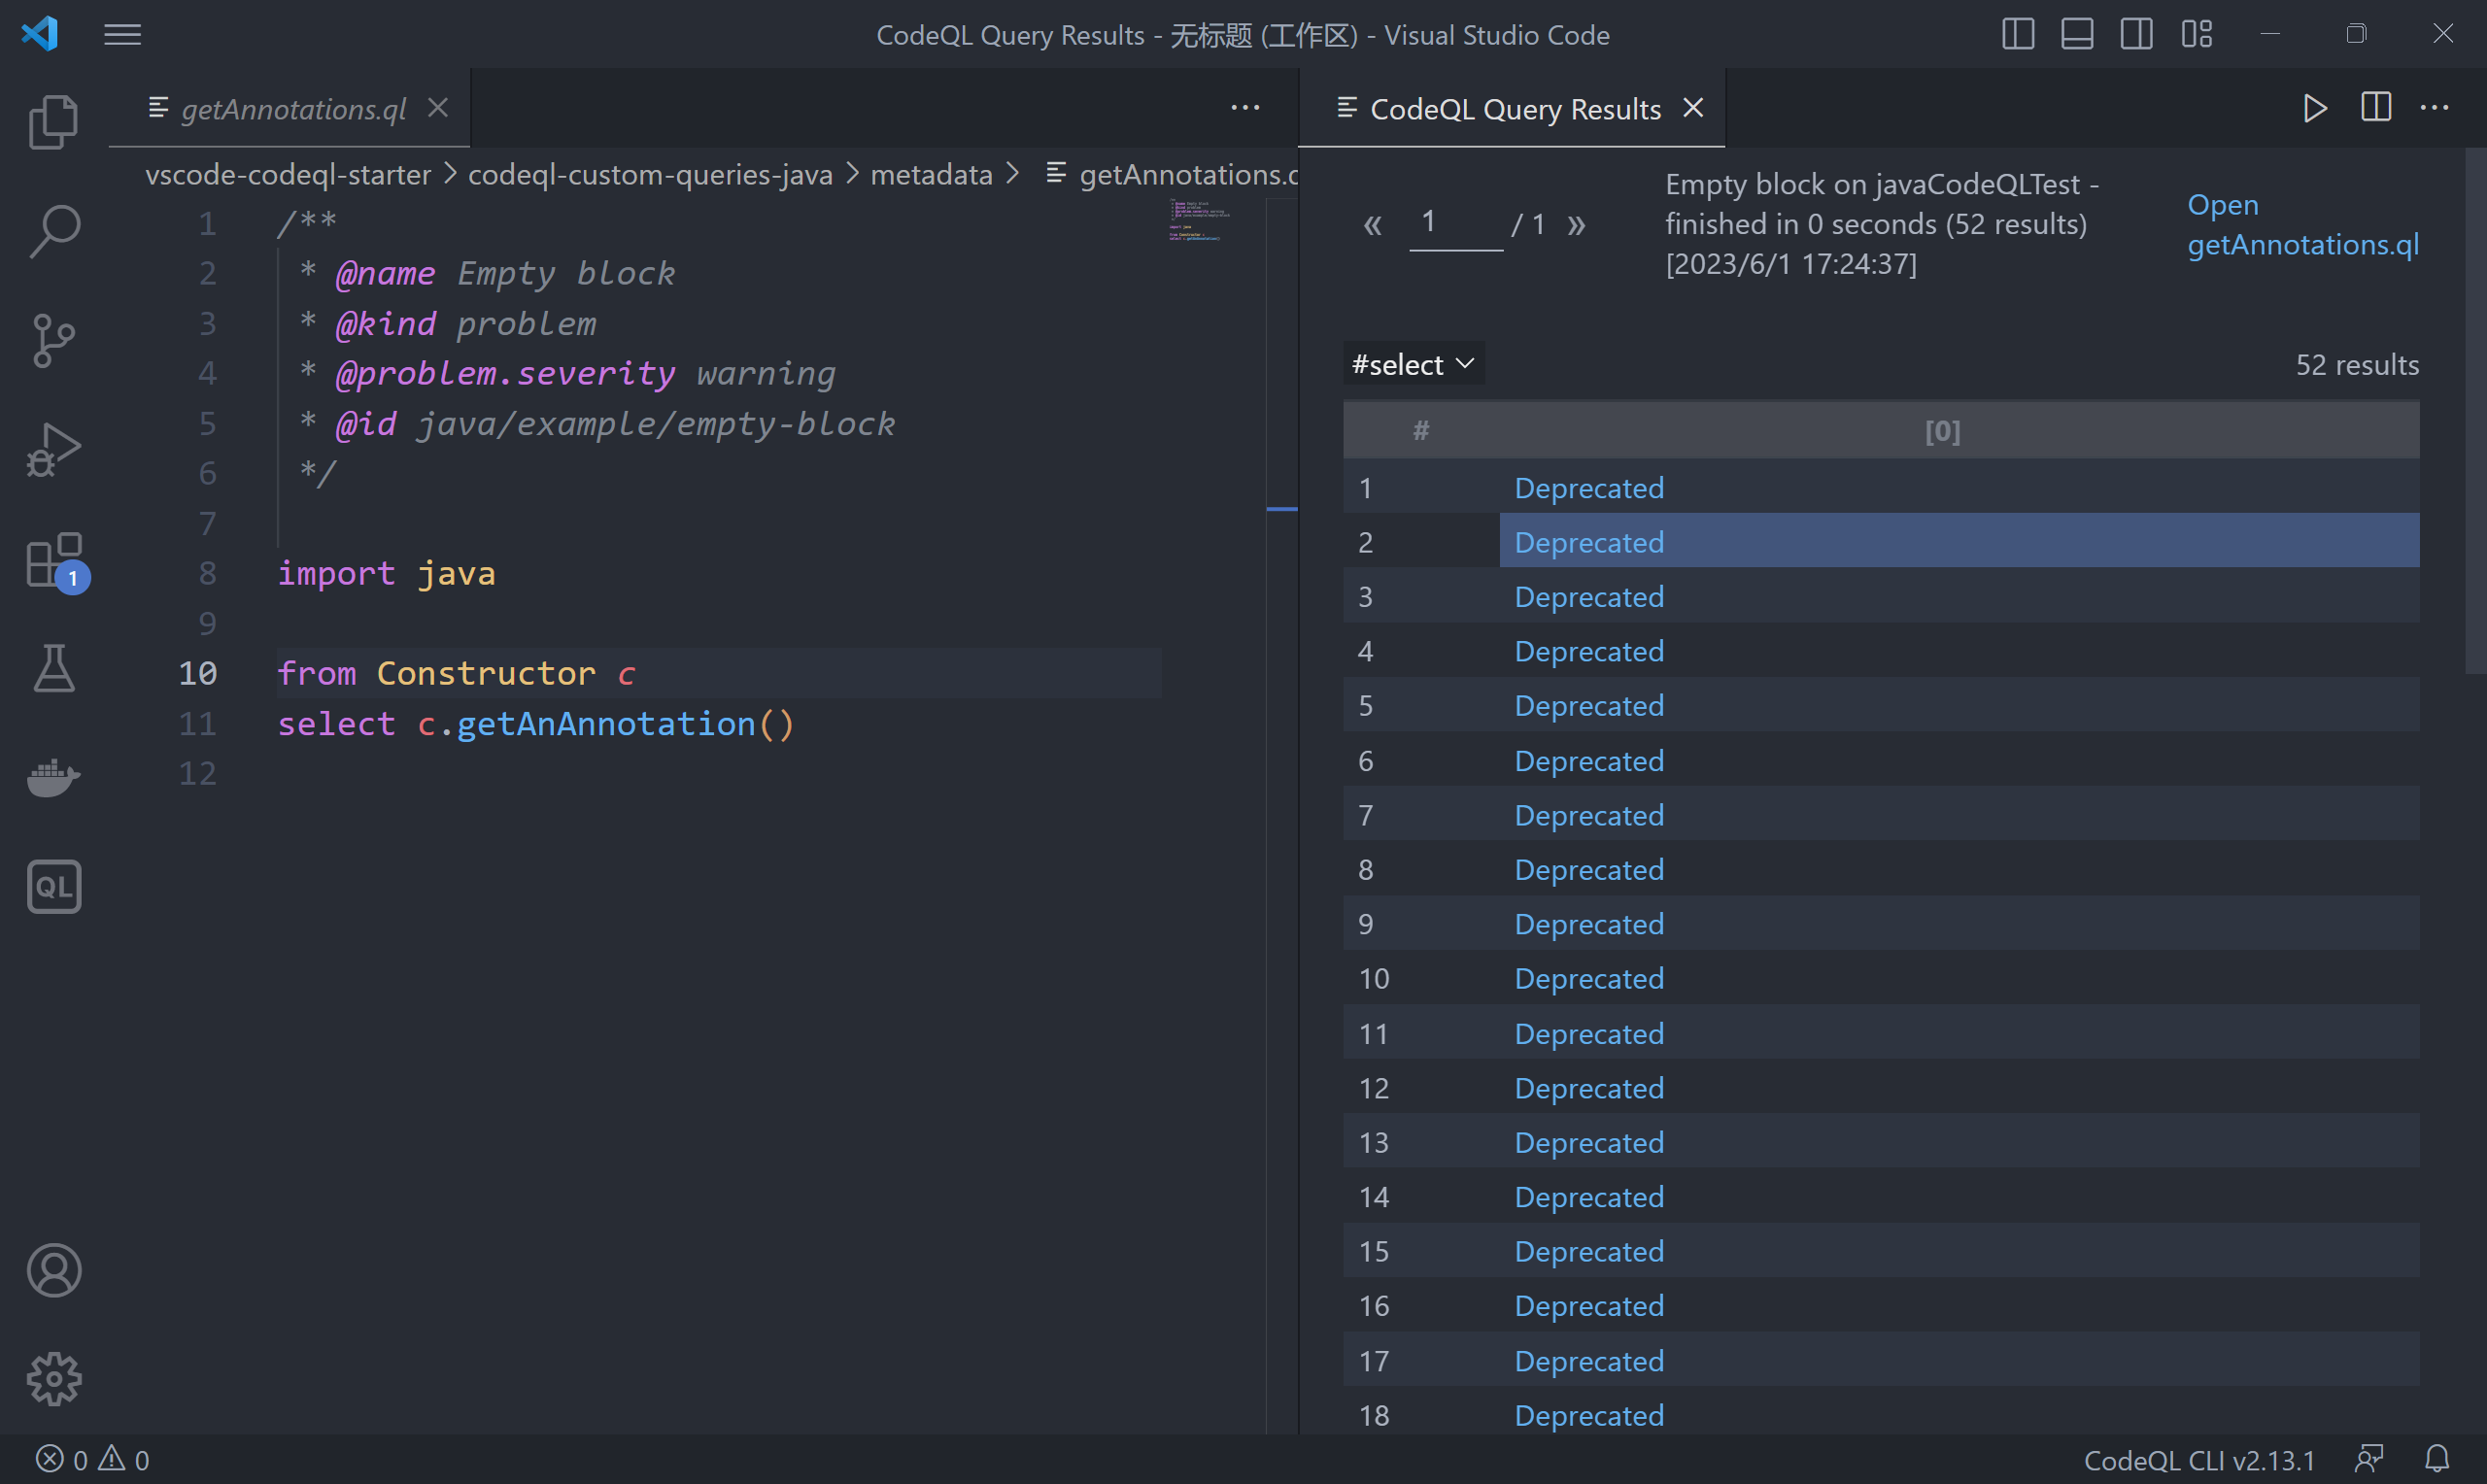 CodeQL Query Results - 无标题 (工作区) - Visual Studio Code
getAnnotations.ql
vscode-codeql-starter > codeql-custom-queries-java > metadata > getAnnotations.c
1 /**
2  * @name Empty block
3  * @kind problem
4  * @problem.severity warning
5  * @id java/example/empty-block
6  */
7
8 import java
9
10 from Constructor c
11 select c.getAnAnnotation()
12
CodeQL Query Results
« 1 / 1 »
Empty block on javaCodeQLTest -
finished in 0 seconds (52 results)
[2023/6/1 17:24:37]
Open
getAnnotations.ql
#select
52 results
# [0]
1 Deprecated
2 Deprecated
3 Deprecated
4 Deprecated
5 Deprecated
6 Deprecated
7 Deprecated
8 Deprecated
9 Deprecated
10 Deprecated
11 Deprecated
12 Deprecated
13 Deprecated
14 Deprecated
15 Deprecated
16 Deprecated
17 Deprecated
18 Deprecated
1
QL
0 0
CodeQL CLI v2.13.1